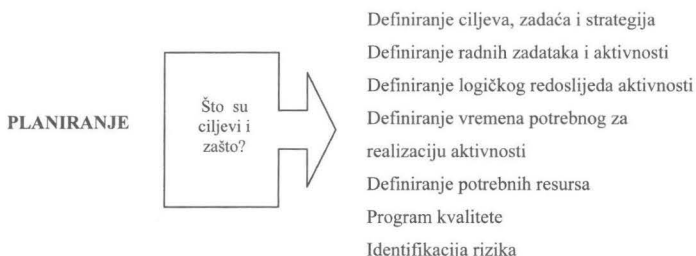 PLANIRANJE
Što su
ciljevi i
zašto?
Definiranje ciljeva, zadaća i strategija
Definiranje radnih zadataka i aktivnosti
Definiranje logičkog redoslijeda aktivnosti
Definiranje vremena potrebnog za
realizaciju aktivnosti
Definiranje potrebnih resursa
Program kvalitete
Identifikacija rizika